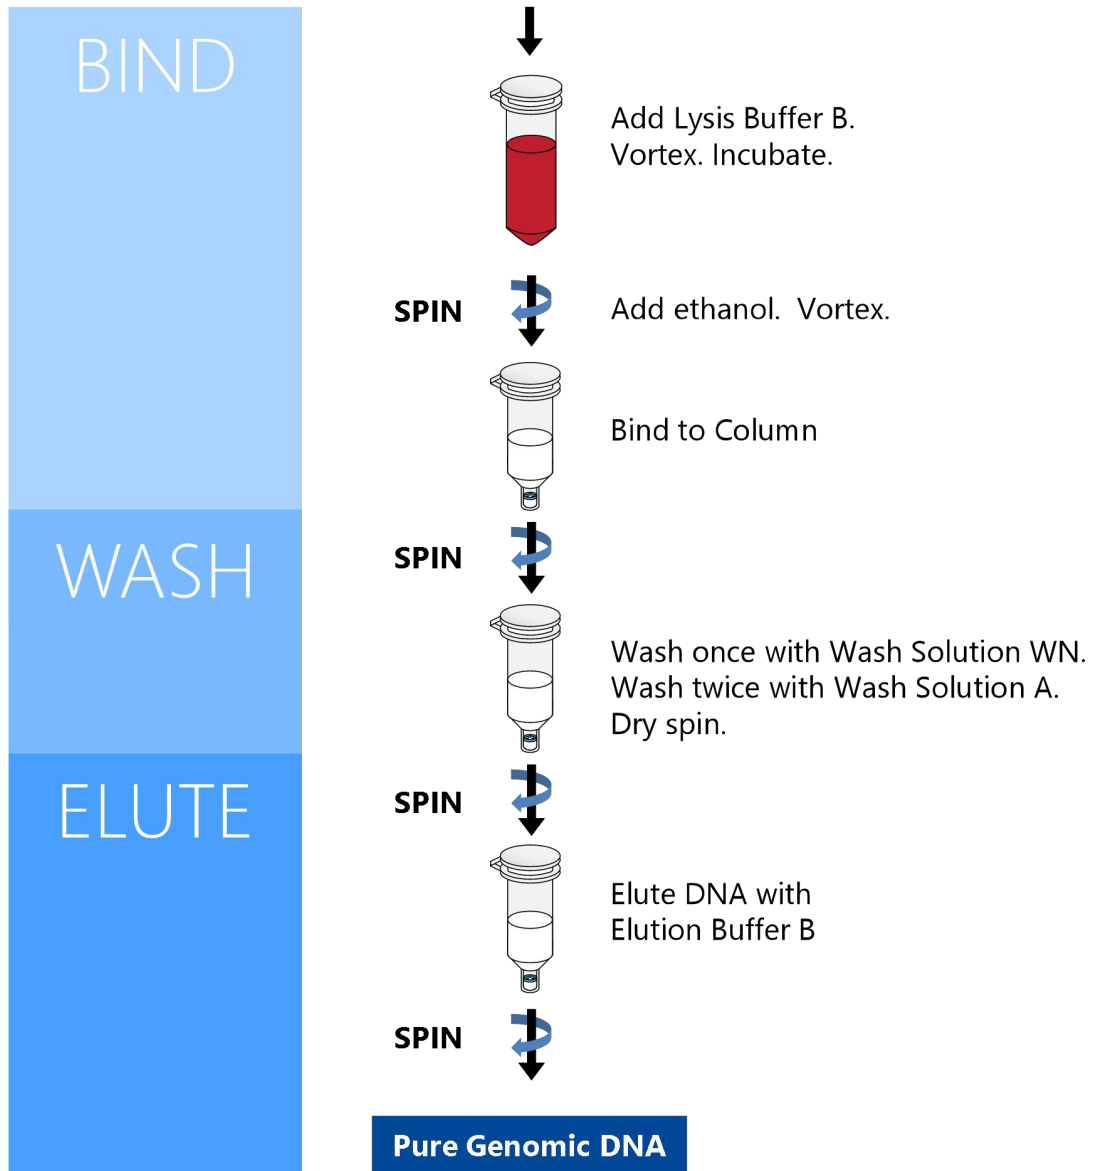 BIND
Add Lysis Buffer B.
Vortex. Incubate.
SPIN
Add ethanol.  Vortex.
Bind to Column
WASH
SPIN
Wash once with Wash Solution WN.
Wash twice with Wash Solution A.
Dry spin.
ELUTE
SPIN
Elute DNA with
Elution Buffer B
SPIN
Pure Genomic DNA